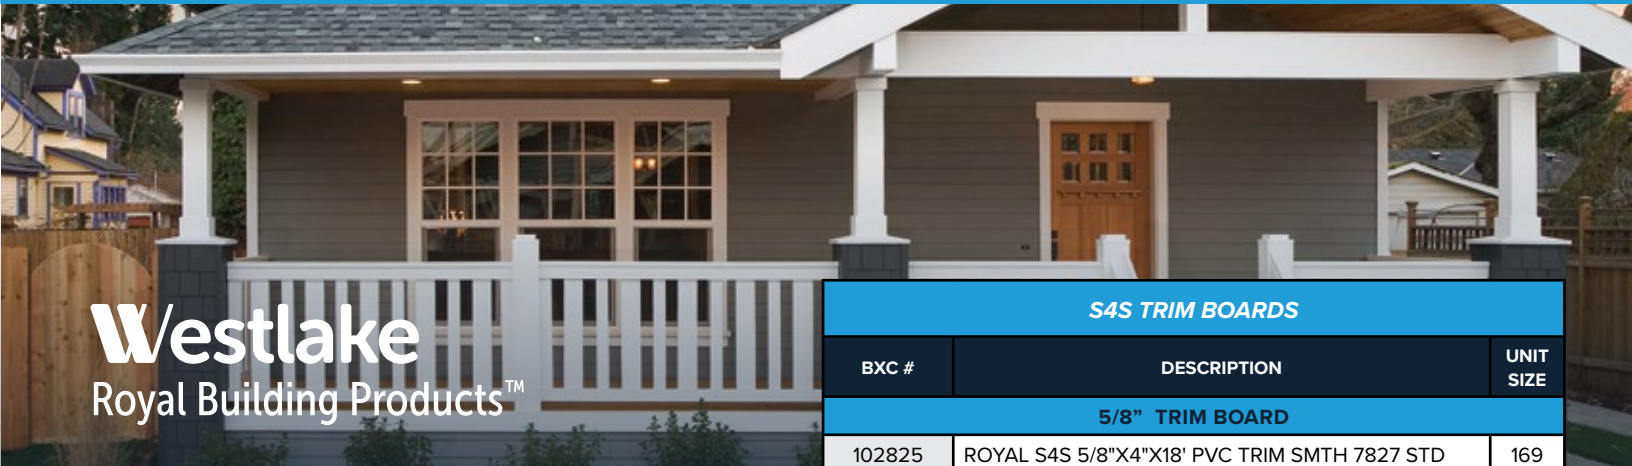 Westlake
Royal Building Products™
S4S TRIM BOARDS
BXC # DESCRIPTION UNIT SIZE
5/8” TRIM BOARD
102825 ROYAL S4S 5/8"X4"X18' PVC TRIM SMTH 7827 STD 169